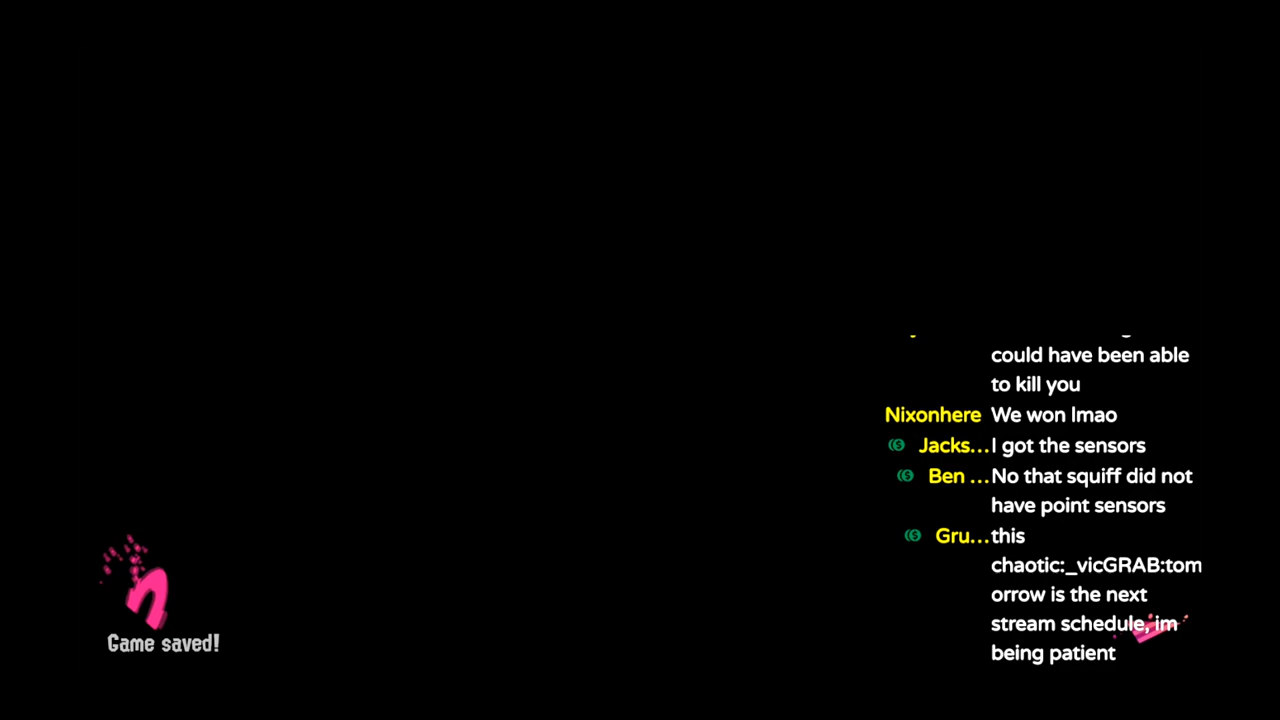 could have been able
to kill you
Nixonhere We won lmao
Jacks... I got the sensors
Ben ... No that squiff did not
have point sensors
Gru... this
chaotic:_vicGRAB:tom
orrow is the next
stream schedule, im
being patient
Game saved!